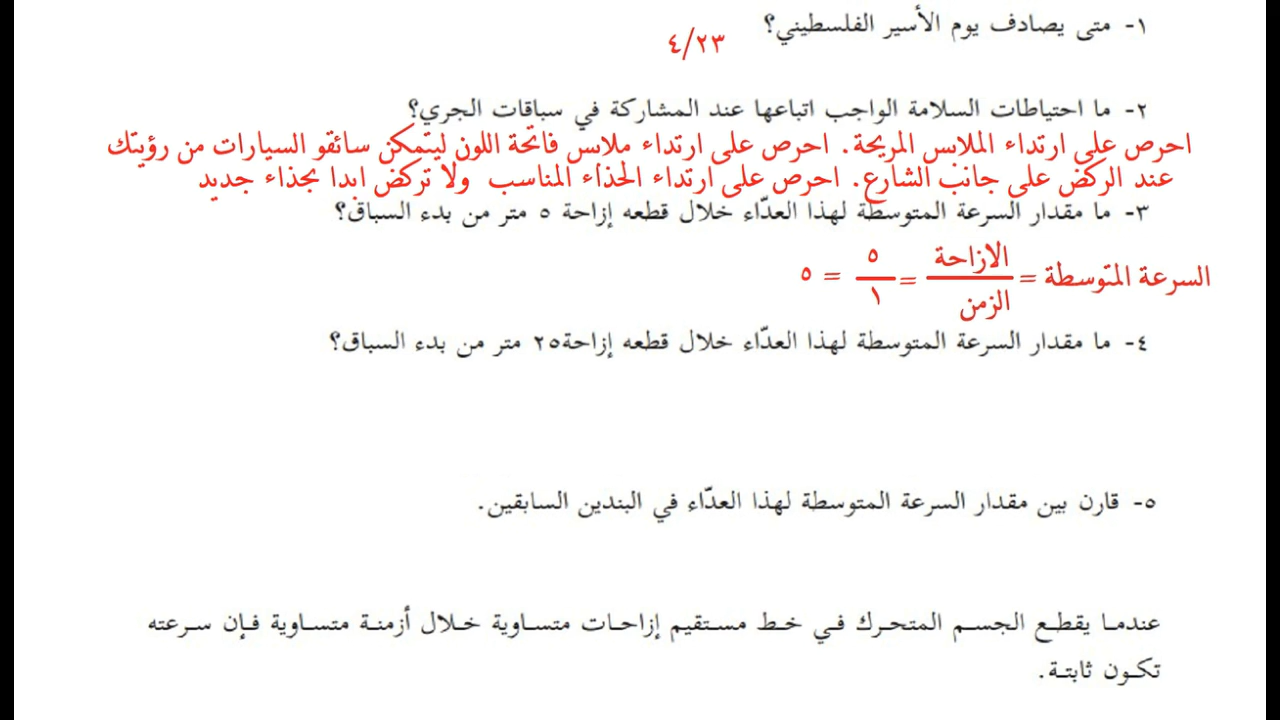 ١- متى يصادف يوم الأسير الفلسطيني؟
٤/٢٣
٢- ما احتياطات السلامة الواجب اتباعها عند المشاركة في سباقات الجري؟
احرص على ارتداء الملابس المريحة. احرص على ارتداء ملابس فاتحة اللون ليتمكن سائقو السيارات من رؤيتك
عند الركض على جانب الشارع. احرص على ارتداء الحذاء المناسب ولا تركض ابدا بحذاء جديد
٣- ما مقدار السرعة المتوسطة لهذا العدّاء خلال قطعه إزاحة ٥ متر من بدء السباق؟
السرعة المتوسطة = الازاحة / الزمن = ٥ / ١ = ٥
٤- ما مقدار السرعة المتوسطة لهذا العدّاء خلال قطعه إزاحة٢٥ متر من بدء السباق؟
٥- قارن بين مقدار السرعة المتوسطة لهذا العدّاء في البندين السابقين.
عندما يقطع الجسم المتحرك في خط مستقيم إزاحات متساوية خلال أزمنة متساوية فإن سرعته
تكون ثابتة.